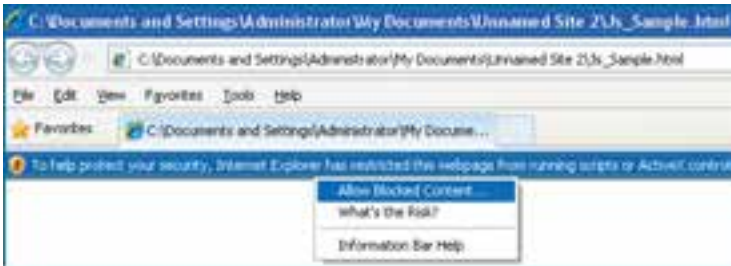 C:\Documents and Settings\Administrator\My Documents\Unnamed Site 2\Js_Sample.html
C:\Documents and Settings\Administrator\My Documents\Unnamed Site 2\Js_Sample.html
File Edit View Favorites Tools Help
Favorites C:\Documents and Settings\Administrator\My Docume...
To help protect your security, Internet Explorer has restricted this webpage from running scripts or ActiveX control
Allow Blocked Content...
What's the Risk?
Information Bar Help